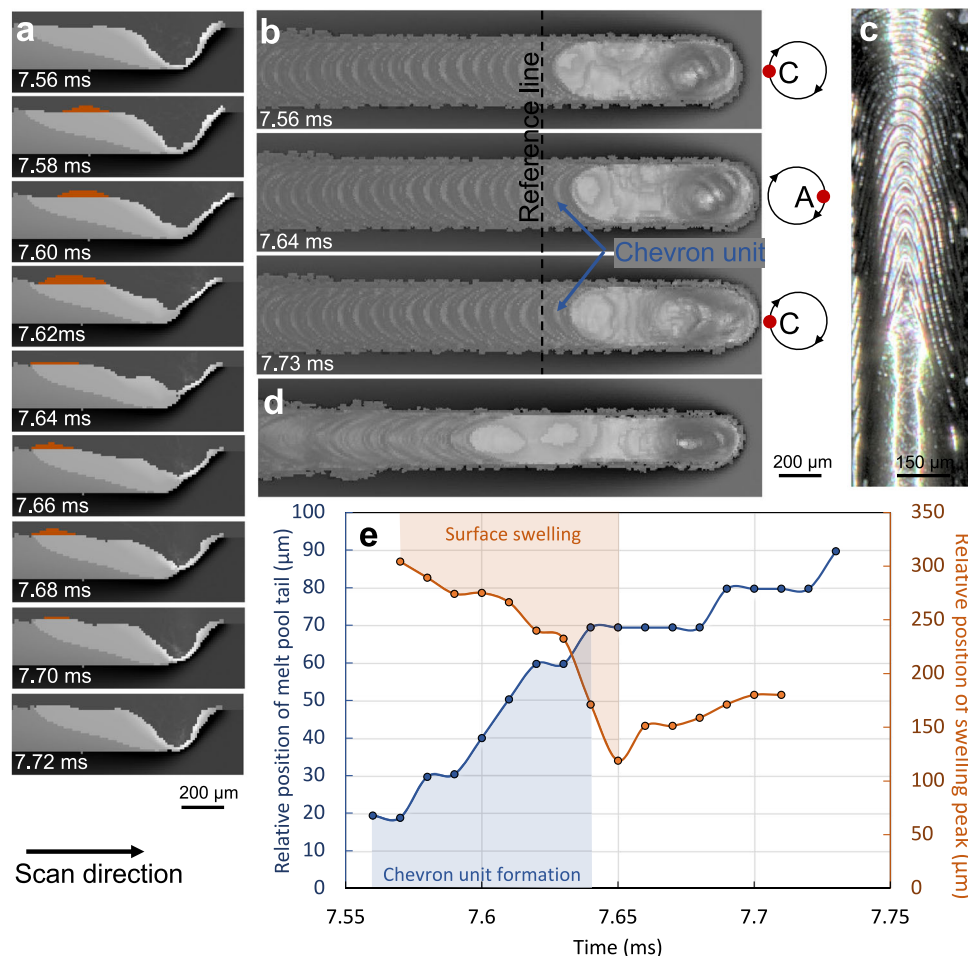 a
7.56 ms
7.58 ms
7.60 ms
7.62ms
7.64 ms
7.66 ms
7.68 ms
7.70 ms
7.72 ms
200 µm
Scan direction
b
7.56 ms
7.64 ms
7.73 ms
Reference line
Chevron unit
C
A
C
c
150 µm
d
200 µm
e
Surface swelling
Chevron unit formation
Relative position of melt pool tail (µm)
100
90
80
70
60
50
40
30
20
10
0
7.55
7.6
7.65
7.7
7.75
Time (ms)
350
300
250
200
150
100
50
0
Relative position of swelling peak
(µm)